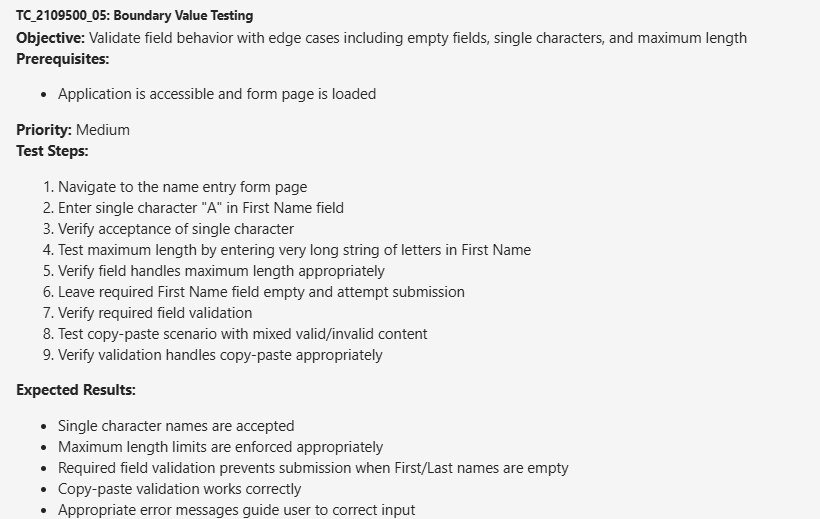 TC_2109500_05: Boundary Value Testing
Objective: Validate field behavior with edge cases including empty fields, single characters, and maximum length
Prerequisites:
• Application is accessible and form page is loaded
Priority: Medium
Test Steps:
1. Navigate to the name entry form page
2. Enter single character "A" in First Name field
3. Verify acceptance of single character
4. Test maximum length by entering very long string of letters in First Name
5. Verify field handles maximum length appropriately
6. Leave required First Name field empty and attempt submission
7. Verify required field validation
8. Test copy-paste scenario with mixed valid/invalid content
9. Verify validation handles copy-paste appropriately
Expected Results:
• Single character names are accepted
• Maximum length limits are enforced appropriately
• Required field validation prevents submission when First/Last names are empty
• Copy-paste validation works correctly
• Appropriate error messages guide user to correct input